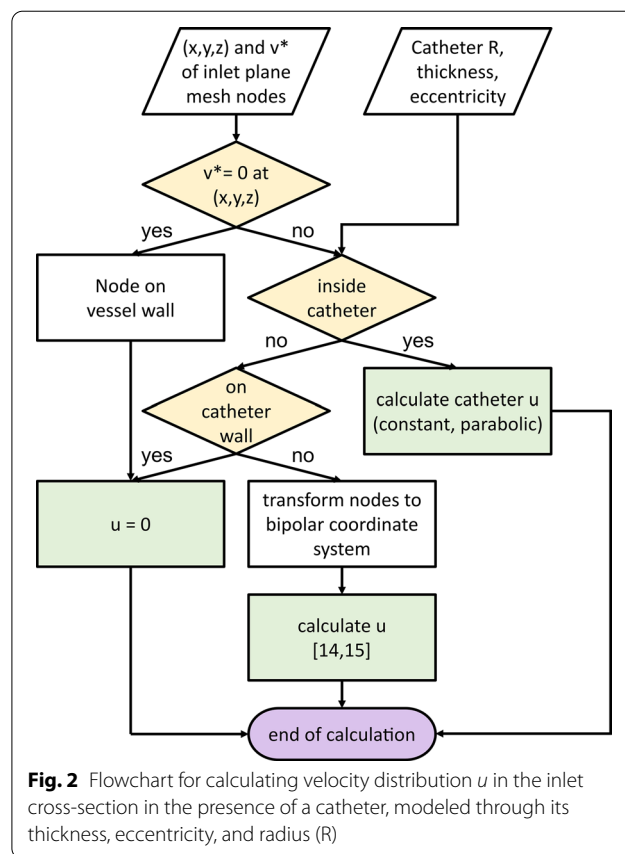 (x,y,z) and v*
of inlet plane
mesh nodes
Catheter R,
thickness,
eccentricity
v*= 0 at
(x,y,z)
yes
no
Node on
vessel wall
inside
catheter
no
yes
on
catheter
wall
calculate catheter u
(constant, parabolic)
yes
no
u = 0
transform nodes to
bipolar coordinate
system
calculate u
[14,15]
end of calculation
Fig. 2 Flowchart for calculating velocity distribution u in the inlet
cross-section in the presence of a catheter, modeled through its
thickness, eccentricity, and radius (R)